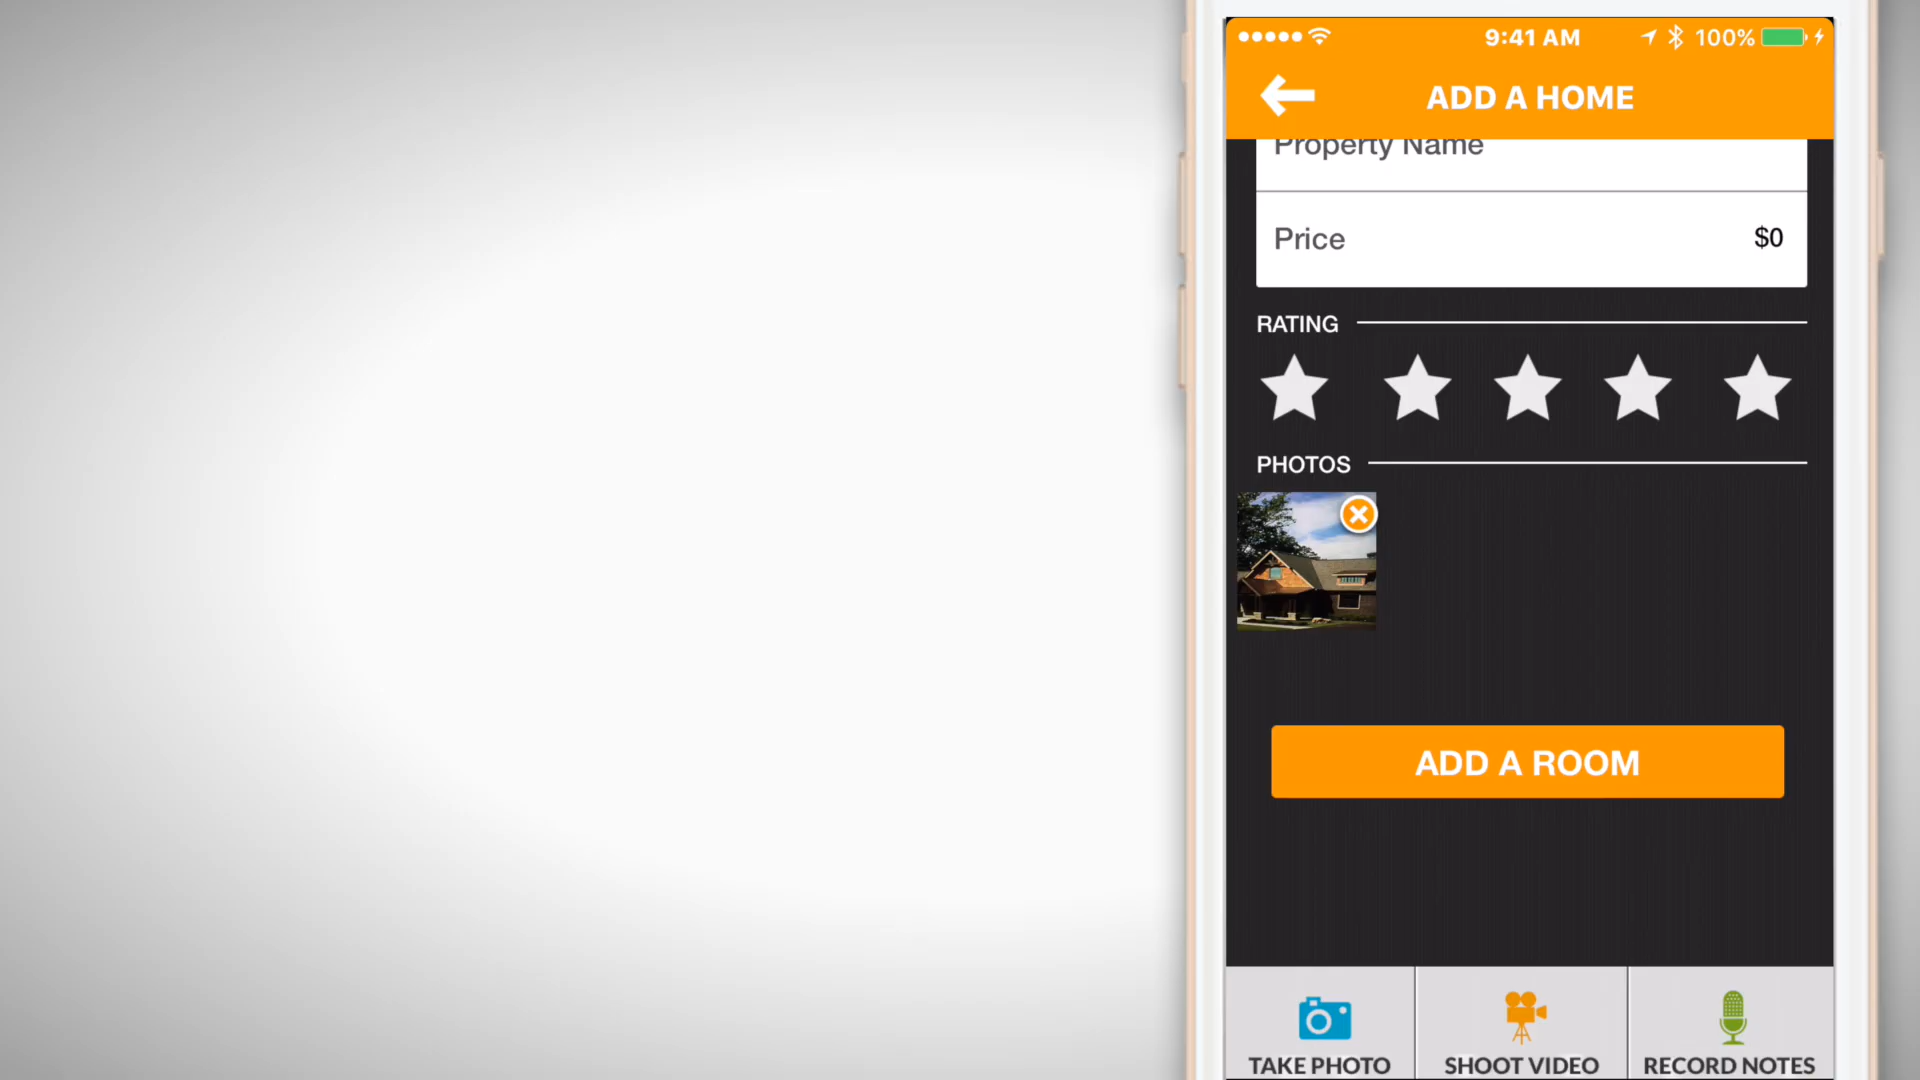 9:41 AM 100%
ADD A HOME
Property Name
Price $0
RATING
PHOTOS
ADD A ROOM
TAKE PHOTO SHOOT VIDEO RECORD NOTES